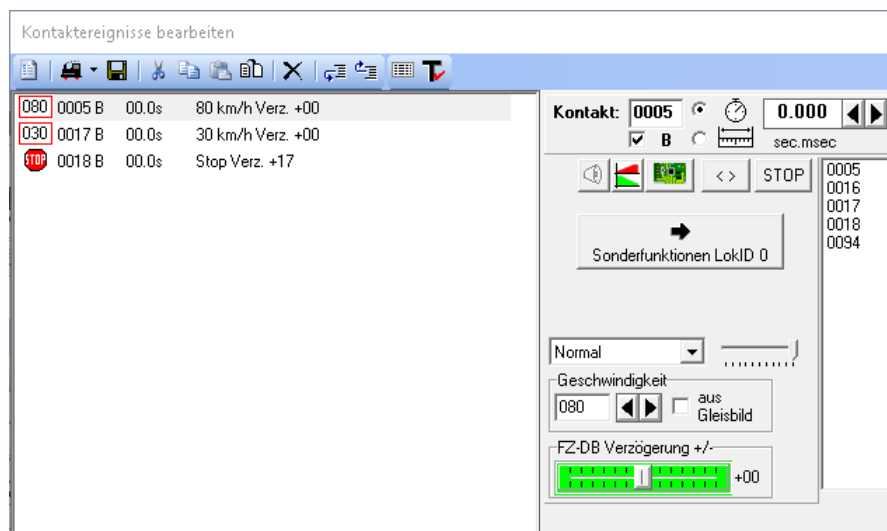 Kontaktereignisse bearbeiten
080 0005 B 00.0s 80 km/h Verz. +00
030 0017 B 00.0s 30 km/h Verz. +00
STOP 0018 B 00.0s Stop Verz. +17
Kontakt: 0005 0.000
B sec.msec
< > STOP
Sonderfunktionen LokID 0
0005
0016
0017
0018
0094
Normal
Geschwindigkeit
080 aus
Gleisbild
FZ-DB Verzögerung +/-
+00